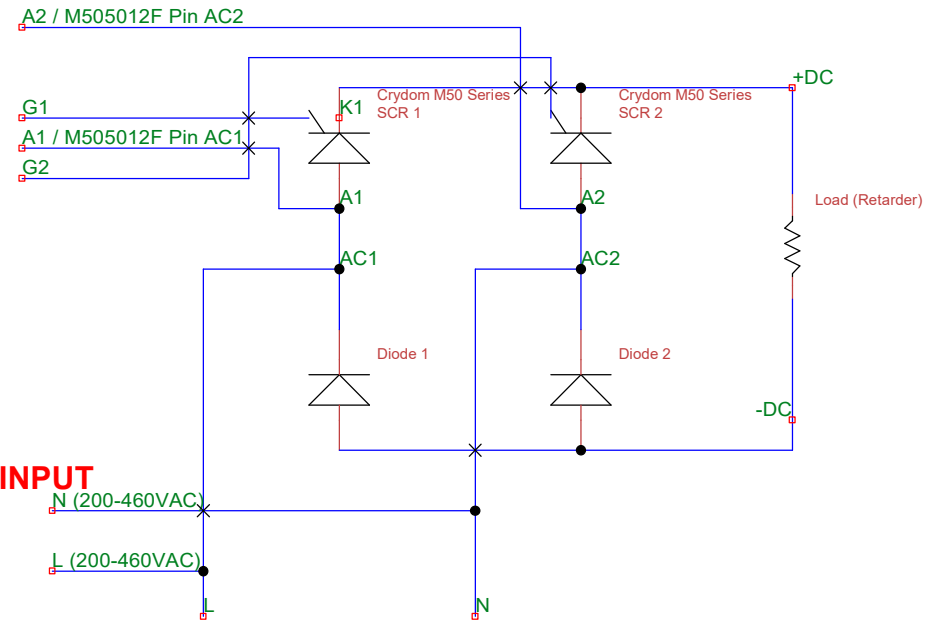 A2 / M505012F Pin AC2
+DC
Crydom M50 Series
SCR 1
Crydom M50 Series
SCR 2
G1
K1
A1 / M505012F Pin AC1
G2
A1
A2
Load (Retarder)
AC1
AC2
Diode 1
Diode 2
-DC
INPUT
N (200-460VAC)
L (200-460VAC)
L
N